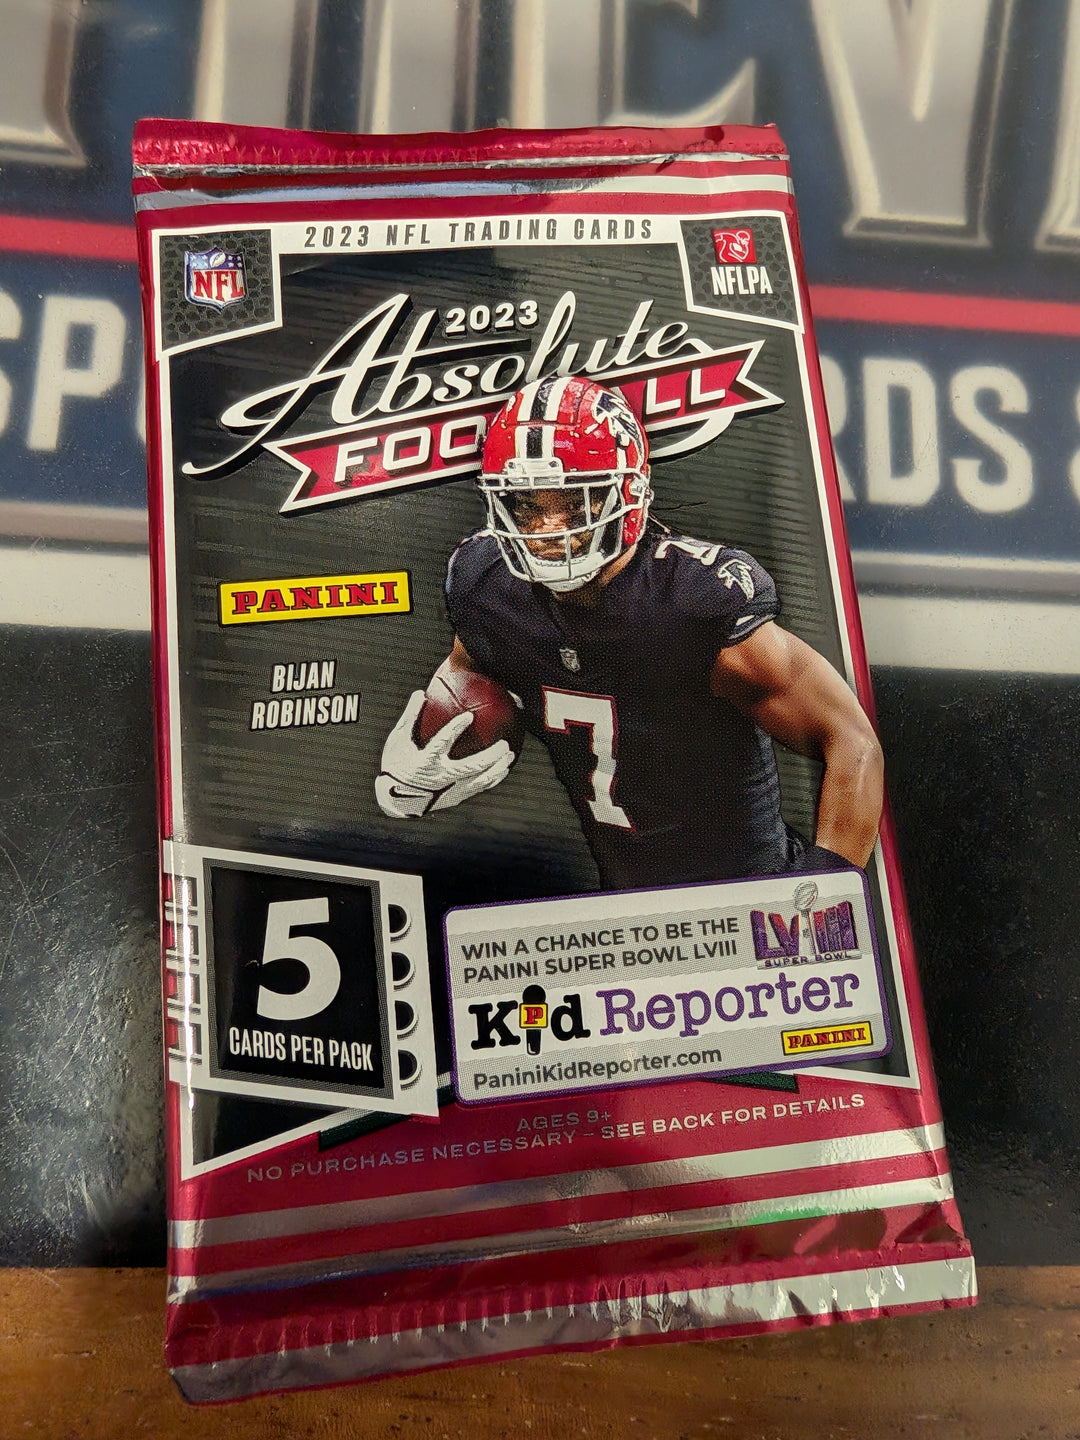 2023 NFL TRADING CARDS
NFL
NFLPA
2023
Absolute
FOOTBALL
PANINI
BIJAN
ROBINSON
7
7
5
CARDS PER PACK
WIN A CHANCE TO BE THE
PANINI SUPER BOWL LVIII
LVIII
SUPER BOWL
Kid Reporter
PANINI
PaniniKidReporter.com
AGES 9+
NO PURCHASE NECESSARY – SEE BACK FOR DETAILS